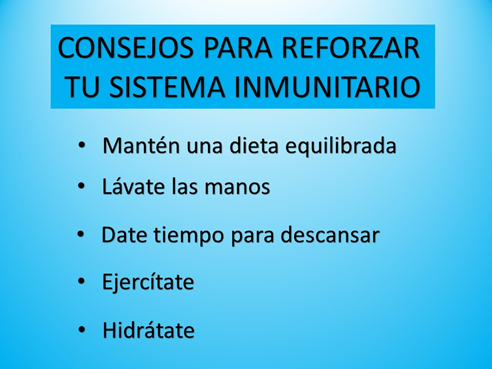 CONSEJOS PARA REFORZAR
TU SISTEMA INMUNITARIO
• Mantén una dieta equilibrada
• Lávate las manos
• Date tiempo para descansar
• Ejercítate
• Hidrátate